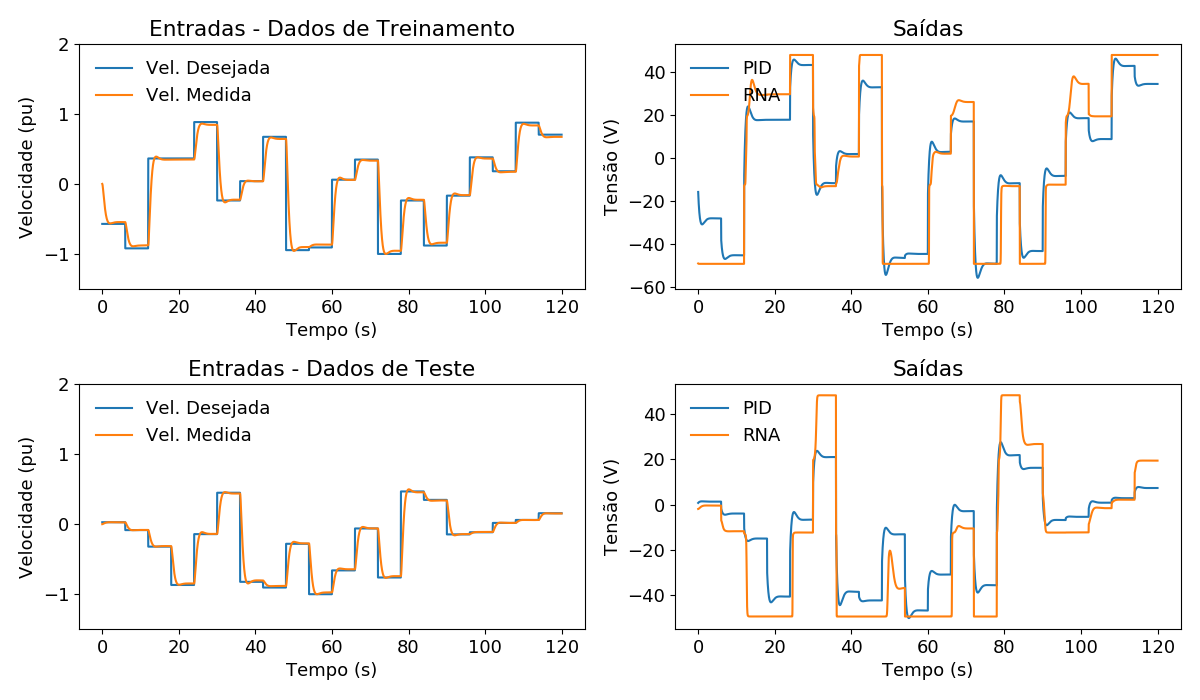 Entradas - Dados de Treinamento
2
1
0
−1
Velocidade (pu)
Vel. Desejada
Vel. Medida
0 20 40 60 80 100 120
Tempo (s)
Saídas
40
20
0
−20
−40
−60
Tensão (V)
PID
RNA
0 20 40 60 80 100 120
Tempo (s)
Entradas - Dados de Teste
2
1
0
−1
Velocidade (pu)
Vel. Desejada
Vel. Medida
0 20 40 60 80 100 120
Tempo (s)
Saídas
40
20
0
−20
−40
Tensão (V)
PID
RNA
0 20 40 60 80 100 120
Tempo (s)